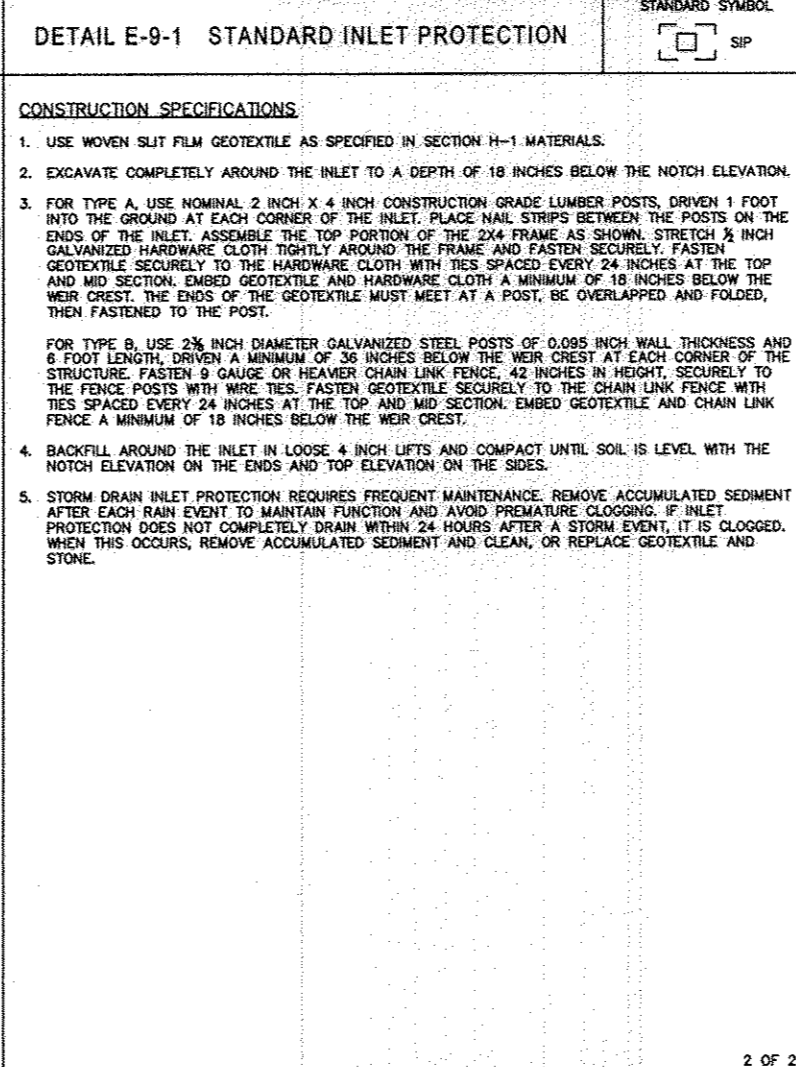 STANDARD SYMBOL
DETAIL E-9-1 STANDARD INLET PROTECTION
SIP
CONSTRUCTION SPECIFICATIONS
1. USE WOVEN SLIT FILM GEOTEXTILE AS SPECIFIED IN SECTION H-1 MATERIALS.
2. EXCAVATE COMPLETELY AROUND THE INLET TO A DEPTH OF 18 INCHES BELOW THE NOTCH ELEVATION.
3. FOR TYPE A, USE NOMINAL 2 INCH X 4 INCH CONSTRUCTION GRADE LUMBER POSTS, DRIVEN 1 FOOT
INTO THE GROUND AT EACH CORNER OF THE INLET. PLACE NAIL STRIPS BETWEEN THE POSTS ON THE
ENDS OF THE INLET. ASSEMBLE THE TOP PORTION OF THE 2X4 FRAME AS SHOWN. STRETCH ½ INCH
GALVANIZED HARDWARE CLOTH TIGHTLY AROUND THE FRAME AND FASTEN SECURELY. FASTEN
GEOTEXTILE SECURELY TO THE HARDWARE CLOTH WITH TIES SPACED EVERY 24 INCHES AT THE TOP
AND MID SECTION. EMBED GEOTEXTILE AND HARDWARE CLOTH A MINIMUM OF 18 INCHES BELOW THE
WEIR CREST. THE ENDS OF THE GEOTEXTILE MUST MEET AT A POST, BE OVERLAPPED AND FOLDED,
THEN FASTENED TO THE POST.
FOR TYPE B, USE 2⅜ INCH DIAMETER GALVANIZED STEEL POSTS OF 0.095 INCH WALL THICKNESS AND
6 FOOT LENGTH, DRIVEN A MINIMUM OF 36 INCHES BELOW THE WEIR CREST AT EACH CORNER OF THE
STRUCTURE. FASTEN 9 GAUGE OR HEAVIER CHAIN LINK FENCE, 42 INCHES IN HEIGHT, SECURELY TO
THE FENCE POSTS WITH WIRE TIES. FASTEN GEOTEXTILE SECURELY TO THE CHAIN LINK FENCE WITH
TIES SPACED EVERY 24 INCHES AT THE TOP AND MID SECTION. EMBED GEOTEXTILE AND CHAIN LINK
FENCE A MINIMUM OF 18 INCHES BELOW THE WEIR CREST.
4. BACKFILL AROUND THE INLET IN LOOSE 4 INCH LIFTS AND COMPACT UNTIL SOIL IS LEVEL WITH THE
NOTCH ELEVATION ON THE ENDS AND TOP ELEVATION ON THE SIDES.
5. STORM DRAIN INLET PROTECTION REQUIRES FREQUENT MAINTENANCE. REMOVE ACCUMULATED SEDIMENT
AFTER EACH RAIN EVENT TO MAINTAIN FUNCTION AND AVOID PREMATURE CLOGGING. IF INLET
PROTECTION DOES NOT COMPLETELY DRAIN WITHIN 24 HOURS AFTER A STORM EVENT, IT IS CLOGGED.
WHEN THIS OCCURS, REMOVE ACCUMULATED SEDIMENT AND CLEAN, OR REPLACE GEOTEXTILE AND
STONE.
2 OF 2